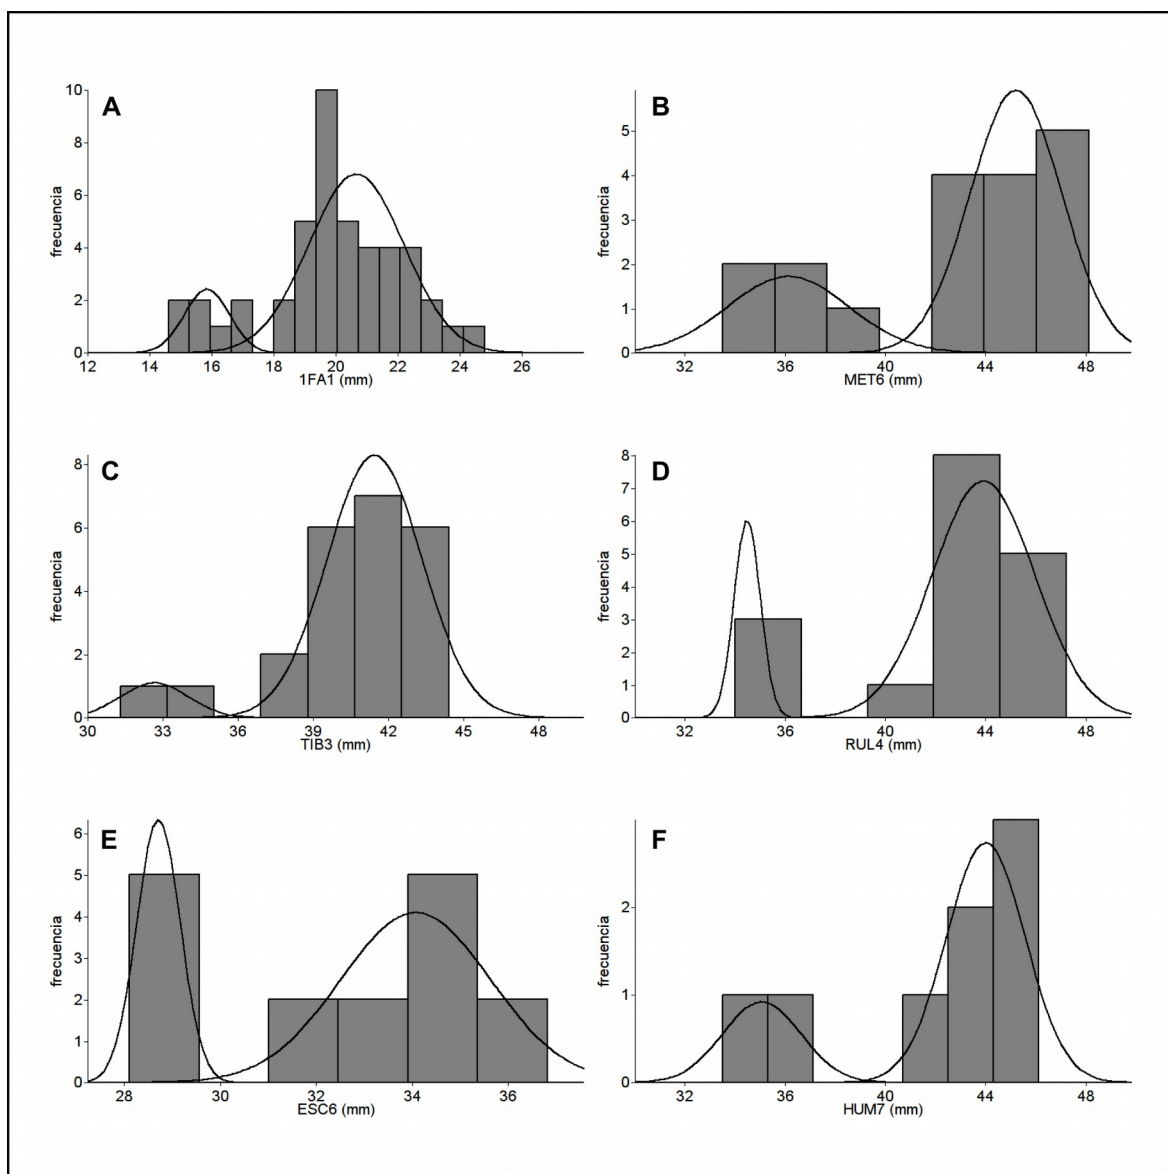 A
frecuencia
10
8
6
4
2
0
12 14 16 18 20 22 24 26
1FA1 (mm)
B
frecuencia
5
4
3
2
1
0
32 36 40 44 48
MET6 (mm)
C
frecuencia
8
6
4
2
0
30 33 36 39 42 45 48
TIB3 (mm)
D
frecuencia
8
7
6
5
4
3
2
1
0
32 36 40 44 48
RUL4 (mm)
E
frecuencia
6
5
4
3
2
1
0
28 30 32 34 36
ESC6 (mm)
F
frecuencia
2
1
0
32 36 40 44 48
HUM7 (mm)